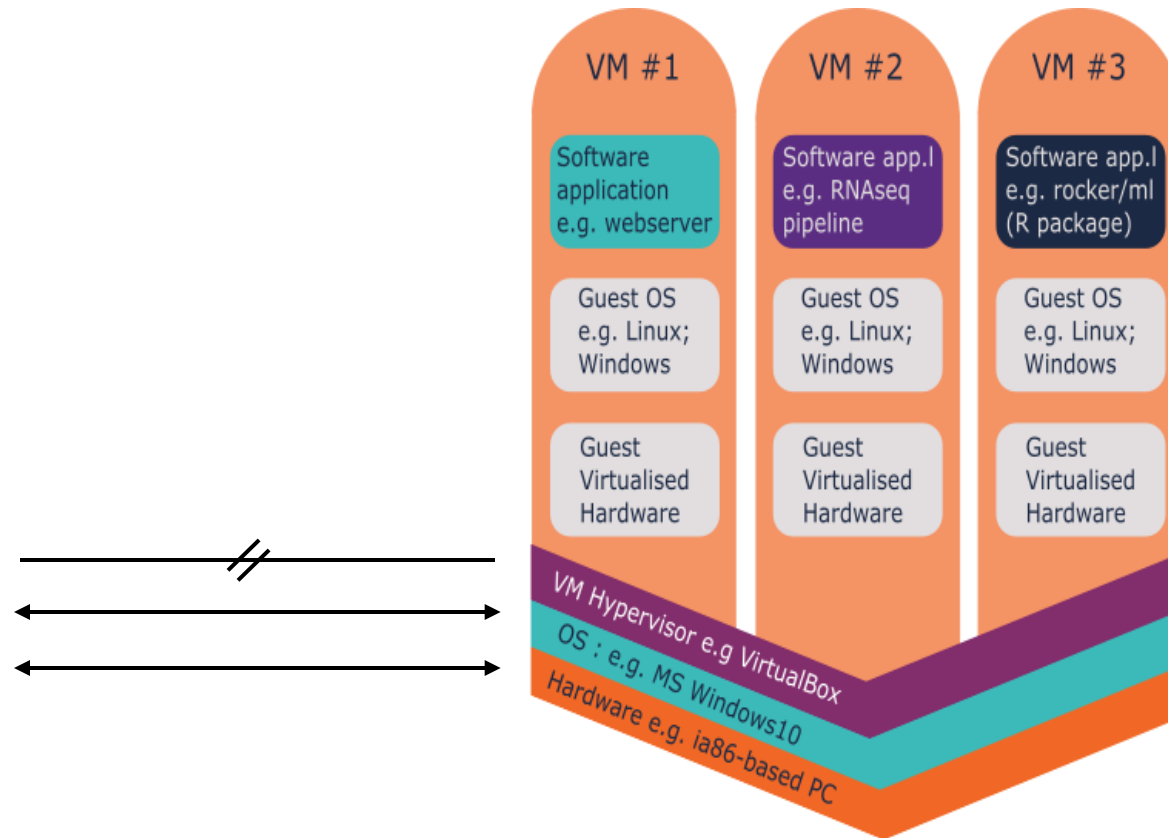 VM #1
Software
application
e.g. webserver
Guest OS
e.g. Linux;
Windows
Guest
Virtualised
Hardware
VM #2
Software app.l
e.g. RNAseq
pipeline
Guest OS
e.g. Linux;
Windows
Guest
Virtualised
Hardware
VM #3
Software app.l
e.g. rocker/ml
(R package)
Guest OS
e.g. Linux;
Windows
Guest
Virtualised
Hardware
VM Hypervisor e.g VirtualBox
OS : e.g. MS Windows10
Hardware e.g. ia86-based PC